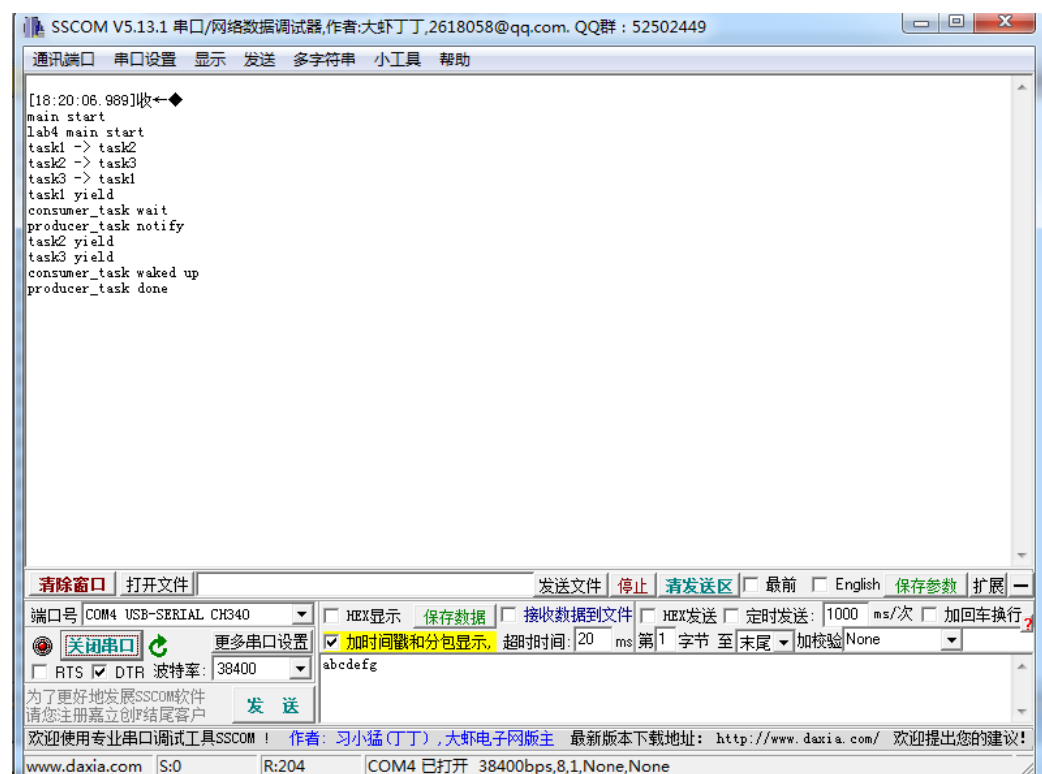 SSCOM V5.13.1 串口/网络数据调试器,作者:大虾丁丁,2618058@qq.com. QQ群：52502449
通讯端口 串口设置 显示 发送 多字符串 小工具 帮助
[18:20:06.989]收←◆
main start
lab4 main start
task1 -> task2
task2 -> task3
task3 -> task1
task1 yield
consumer_task wait
producer_task notify
task2 yield
task3 yield
consumer_task waked up
producer_task done
清除窗口 打开文件 发送文件 停止 清发送区 最前 English 保存参数 扩展 —
端口号 COM4 USB-SERIAL CH340 HEX显示 保存数据 接收数据到文件 HEX发送 定时发送: 1000 ms/次 加回车换行 ?
关闭串口 更多串口设置 加时间戳和分包显示, 超时时间: 20 ms 第1 字节 至 末尾 加校验 None
RTS DTR 波特率: 38400 abcdefg
为了更好地发展SSCOM软件
请您注册嘉立创F结尾客户
发 送
欢迎使用专业串口调试工具SSCOM ! 作者: 习小猛(丁丁) ,大虾电子网版主 最新版本下载地址: http://www.daxia.com/ 欢迎提出您的建议!
www.daxia.com S:0 R:204 COM4 已打开 38400bps,8,1,None,None